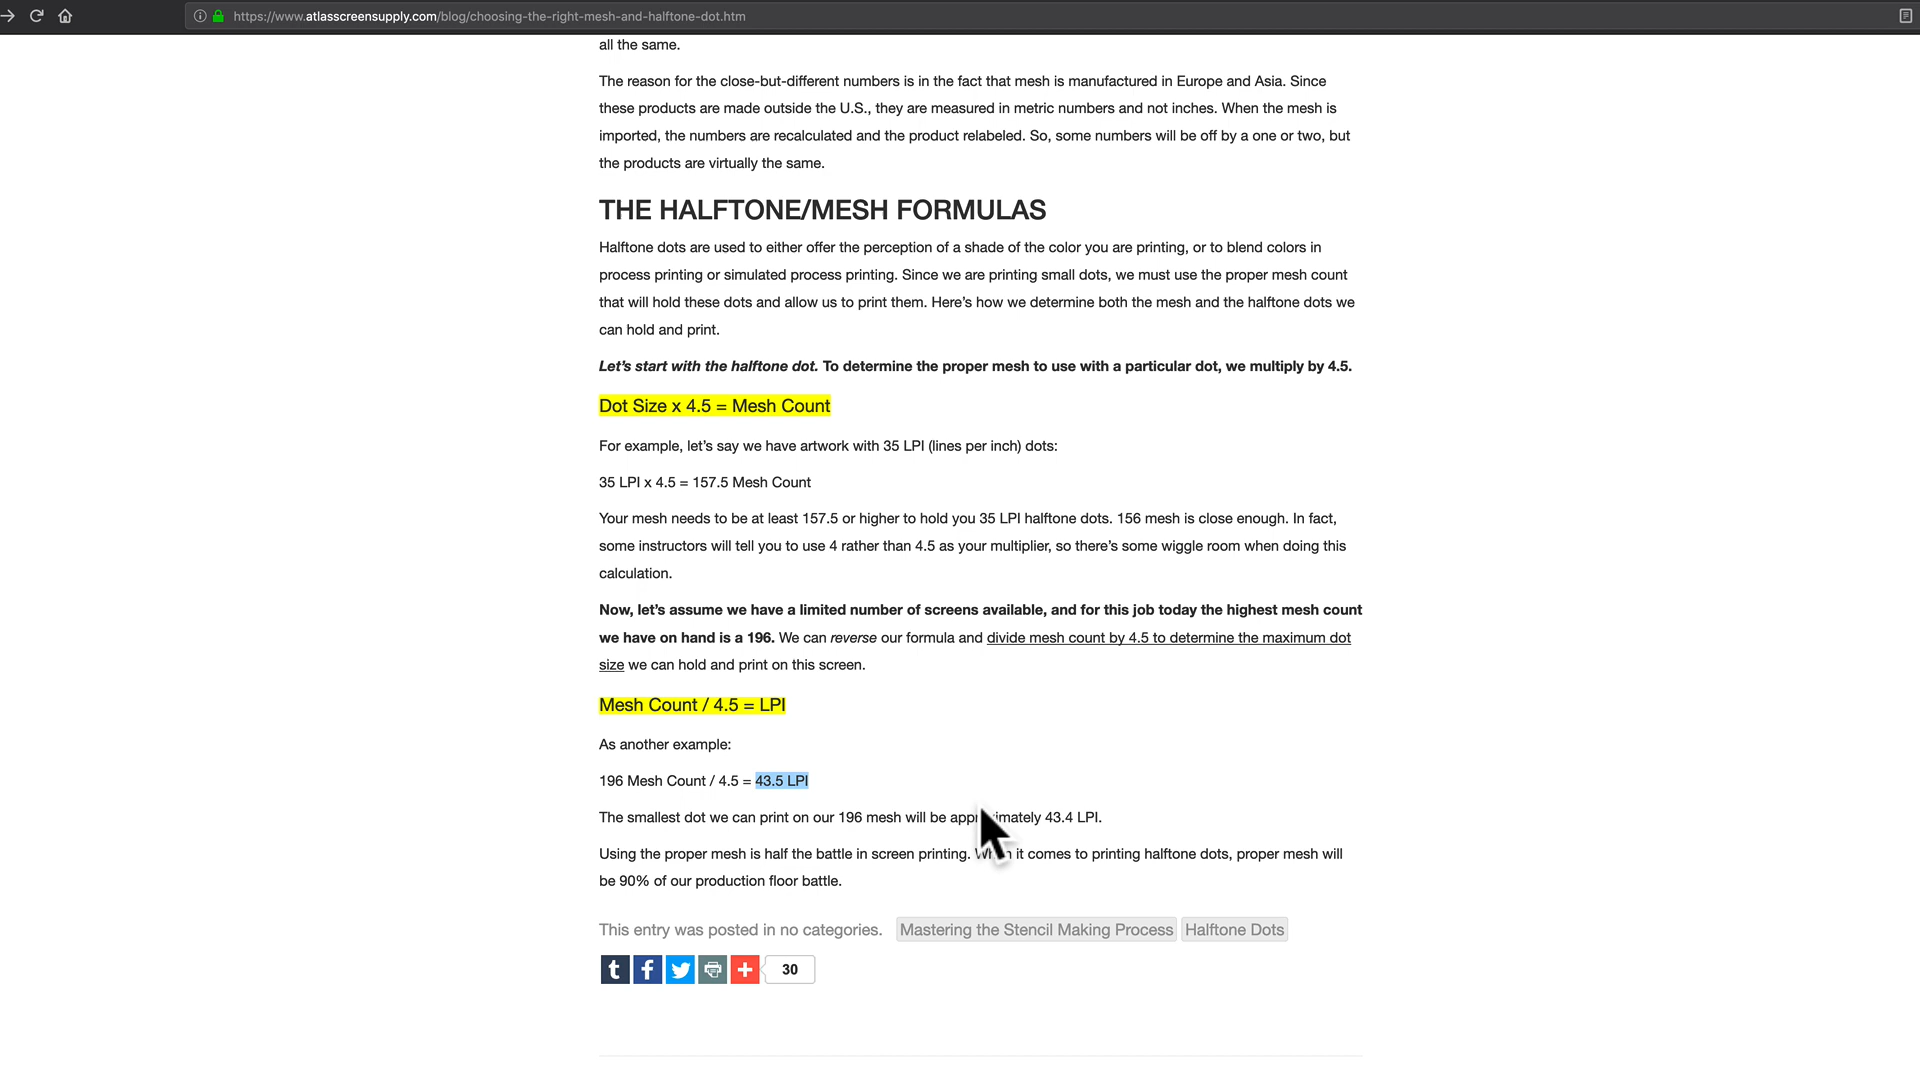 https://www.atlasscreensupply.com/blog/choosing-the-right-mesh-and-halftone-dot.htm
all the same.
The reason for the close-but-different numbers is in the fact that mesh is manufactured in Europe and Asia. Since
these products are made outside the U.S., they are measured in metric numbers and not inches. When the mesh is
imported, the numbers are recalculated and the product relabeled. So, some numbers will be off by a one or two, but
the products are virtually the same.
THE HALFTONE/MESH FORMULAS
Halftone dots are used to either offer the perception of a shade of the color you are printing, or to blend colors in
process printing or simulated process printing. Since we are printing small dots, we must use the proper mesh count
that will hold these dots and allow us to print them. Here's how we determine both the mesh and the halftone dots we
can hold and print.
Let's start with the halftone dot. To determine the proper mesh to use with a particular dot, we multiply by 4.5.
Dot Size x 4.5 = Mesh Count
For example, let's say we have artwork with 35 LPI (lines per inch) dots:
35 LPI x 4.5 = 157.5 Mesh Count
Your mesh needs to be at least 157.5 or higher to hold you 35 LPI halftone dots. 156 mesh is close enough. In fact,
some instructors will tell you to use 4 rather than 4.5 as your multiplier, so there's some wiggle room when doing this
calculation.
Now, let's assume we have a limited number of screens available, and for this job today the highest mesh count
we have on hand is a 196. We can reverse our formula and divide mesh count by 4.5 to determine the maximum dot
size we can hold and print on this screen.
Mesh Count / 4.5 = LPI
As another example:
196 Mesh Count / 4.5 = 43.5 LPI
The smallest dot we can print on our 196 mesh will be approximately 43.4 LPI.
Using the proper mesh is half the battle in screen printing. When it comes to printing halftone dots, proper mesh will
be 90% of our production floor battle.
This entry was posted in no categories. Mastering the Stencil Making Process Halftone Dots
30